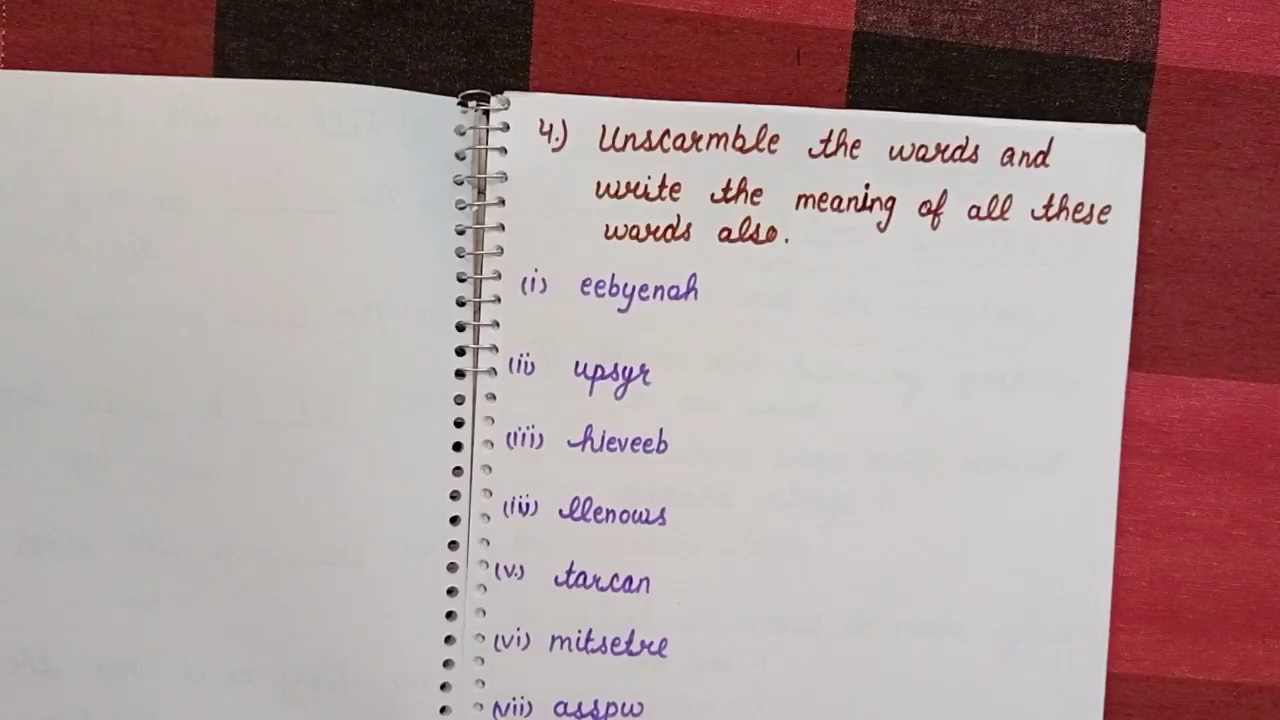 4.) Unscarmble the wards and
write the meaning of all these
wards also.
(i) eebyenah
(ii) upsyr
(iii) hieveeb
(iv) llenows
(v.) tarcan
(vi) mitsetre
(vii) asspw